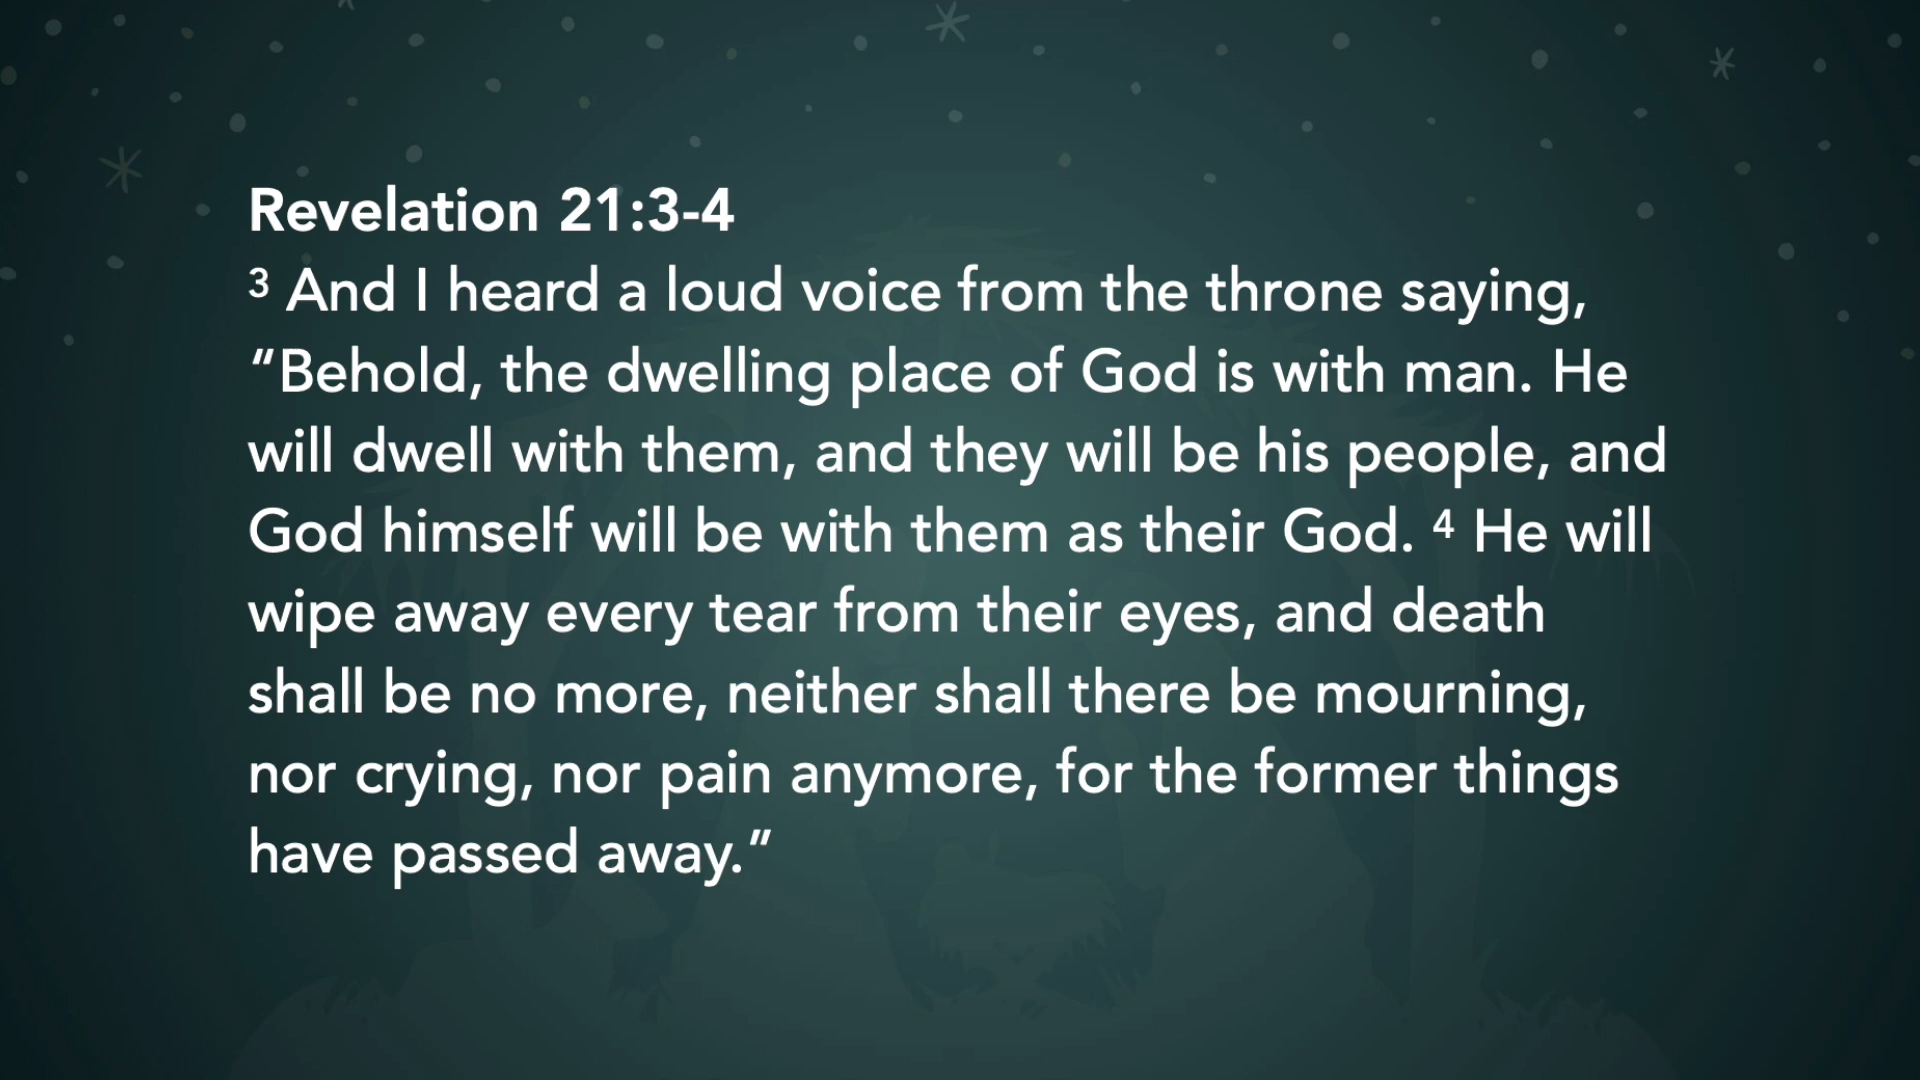 Revelation 21:3-4
³ And I heard a loud voice from the throne saying,
“Behold, the dwelling place of God is with man. He
will dwell with them, and they will be his people, and
God himself will be with them as their God. ⁴ He will
wipe away every tear from their eyes, and death
shall be no more, neither shall there be mourning,
nor crying, nor pain anymore, for the former things
have passed away.”